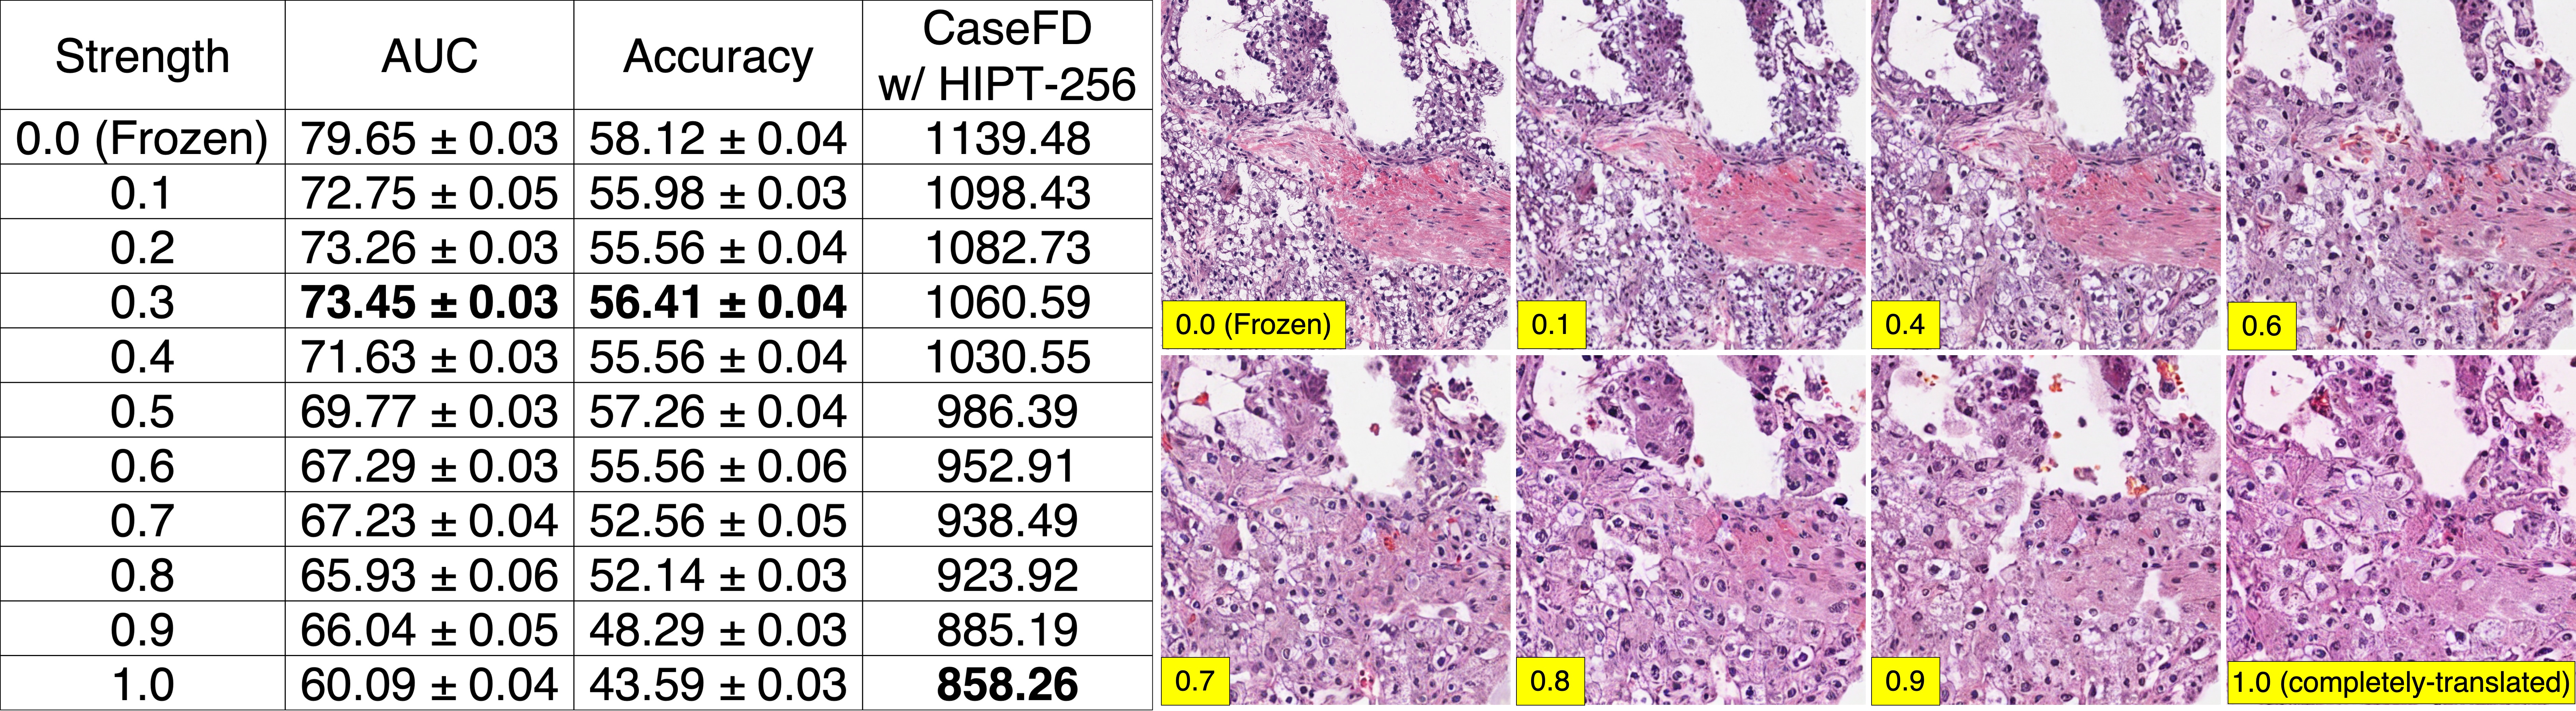 Strength AUC Accuracy CaseFD w/ HIPT-256
0.0 (Frozen) 79.65 ± 0.03 58.12 ± 0.04 1139.48
0.1 72.75 ± 0.05 55.98 ± 0.03 1098.43
0.2 73.26 ± 0.03 55.56 ± 0.04 1082.73
0.3 73.45 ± 0.03 56.41 ± 0.04 1060.59
0.4 71.63 ± 0.03 55.56 ± 0.04 1030.55
0.5 69.77 ± 0.03 57.26 ± 0.04 986.39
0.6 67.29 ± 0.03 55.56 ± 0.06 952.91
0.7 67.23 ± 0.04 52.56 ± 0.05 938.49
0.8 65.93 ± 0.06 52.14 ± 0.03 923.92
0.9 66.04 ± 0.05 48.29 ± 0.03 885.19
1.0 60.09 ± 0.04 43.59 ± 0.03 858.26
0.0 (Frozen)
0.1
0.4
0.6
0.7
0.8
0.9
1.0 (completely-translated)